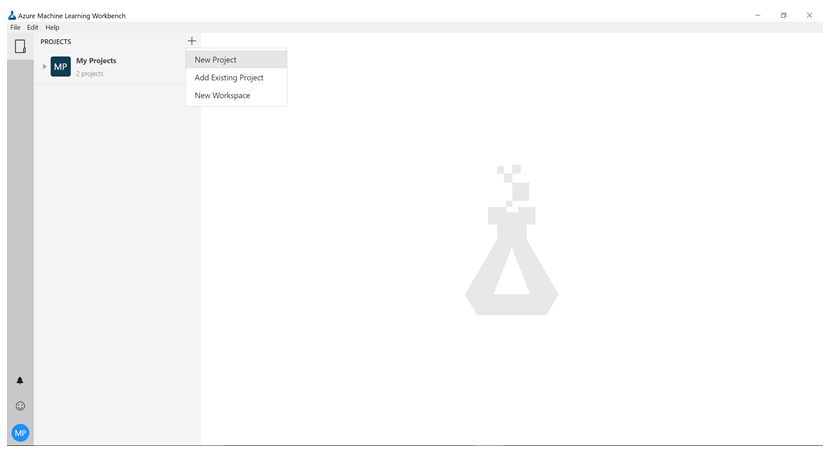 Azure Machine Learning Workbench
File Edit Help
PROJECTS
New Project
MP
My Projects
2 projects
Add Existing Project
New Workspace
MP